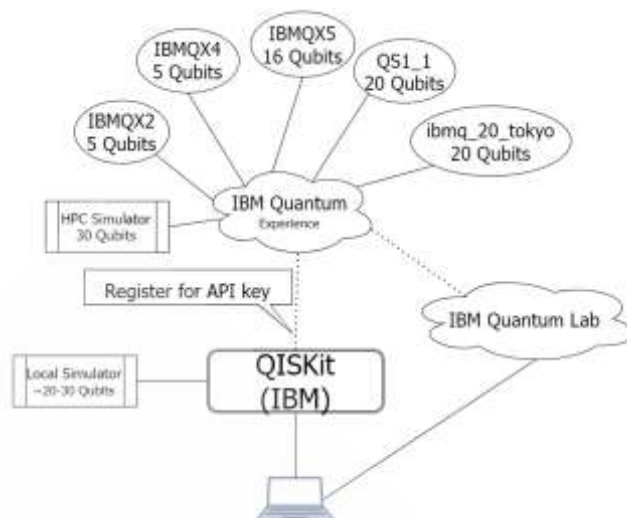 IBMQX5
16 Qubits
IBMQX4
5 Qubits
QS1_1
20 Qubits
IBMQX2
5 Qubits
ibmq_20_tokyo
20 Qubits
IBM Quantum
Experience
HPC Simulator
30 Qubits
Register for API key
IBM Quantum Lab
QISKit
(IBM)
Local Simulator
~20-30 Qubits